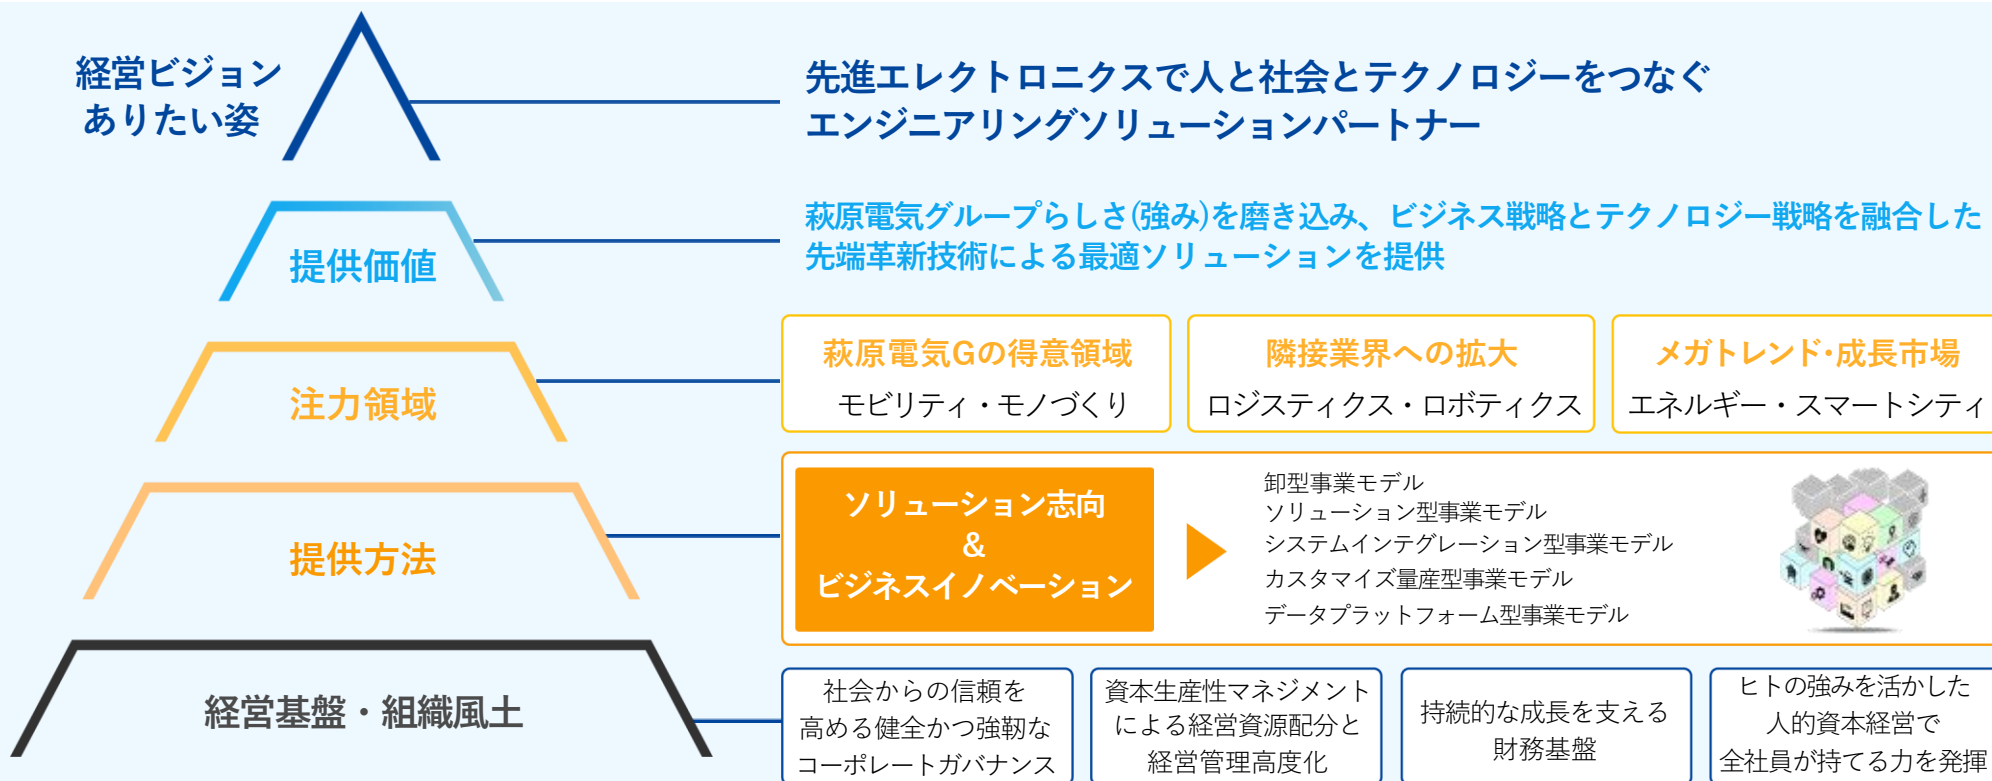 経営ビジョン
ありたい姿
先進エレクトロニクスで人と社会とテクノロジーをつなぐ
エンジニアリングソリューションパートナー
提供価値
萩原電気グループらしさ(強み)を磨き込み、ビジネス戦略とテクノロジー戦略を融合した
先端革新技術による最適ソリューションを提供
注力領域
萩原電気Gの得意領域
モビリティ・モノづくり
隣接業界への拡大
ロジスティクス・ロボティクス
メガトレンド・成長市場
エネルギー・スマートシティ
提供方法
ソリューション志向
&
ビジネスイノベーション
卸型事業モデル
ソリューション型事業モデル
システムインテグレーション型事業モデル
カスタマイズ量産型事業モデル
データプラットフォーム型事業モデル
経営基盤・組織風土
社会からの信頼を
高める健全かつ強靭な
コーポレートガバナンス
資本生産性マネジメント
による経営資源配分と
経営管理高度化
持続的な成長を支える
財務基盤
ヒトの強みを活かした
人的資本経営で
全社員が持てる力を発揮